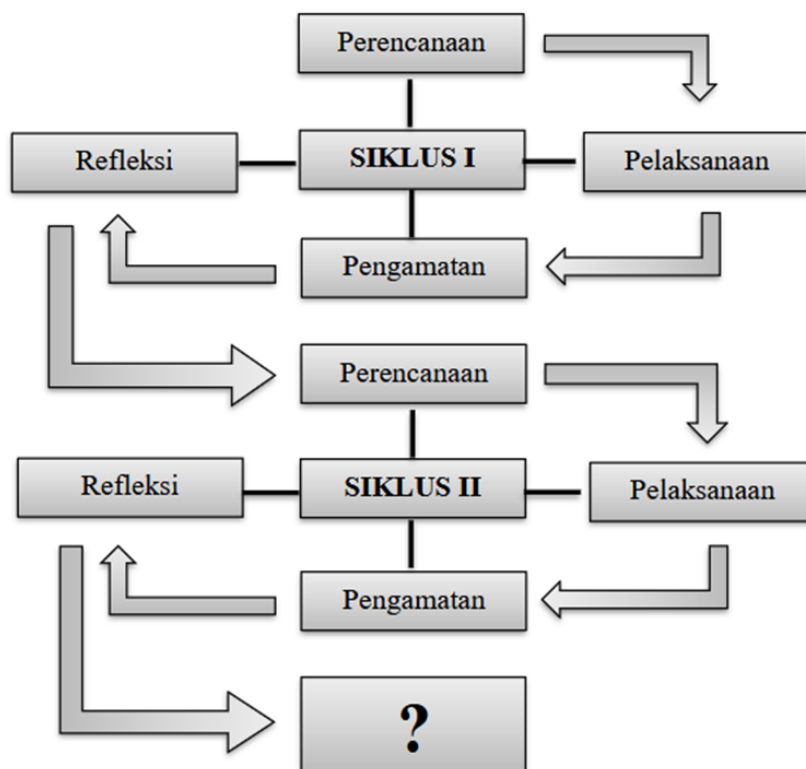 Perencanaan
Refleksi
SIKLUS I
Pelaksanaan
Pengamatan
Perencanaan
Refleksi
SIKLUS II
Pelaksanaan
Pengamatan
?